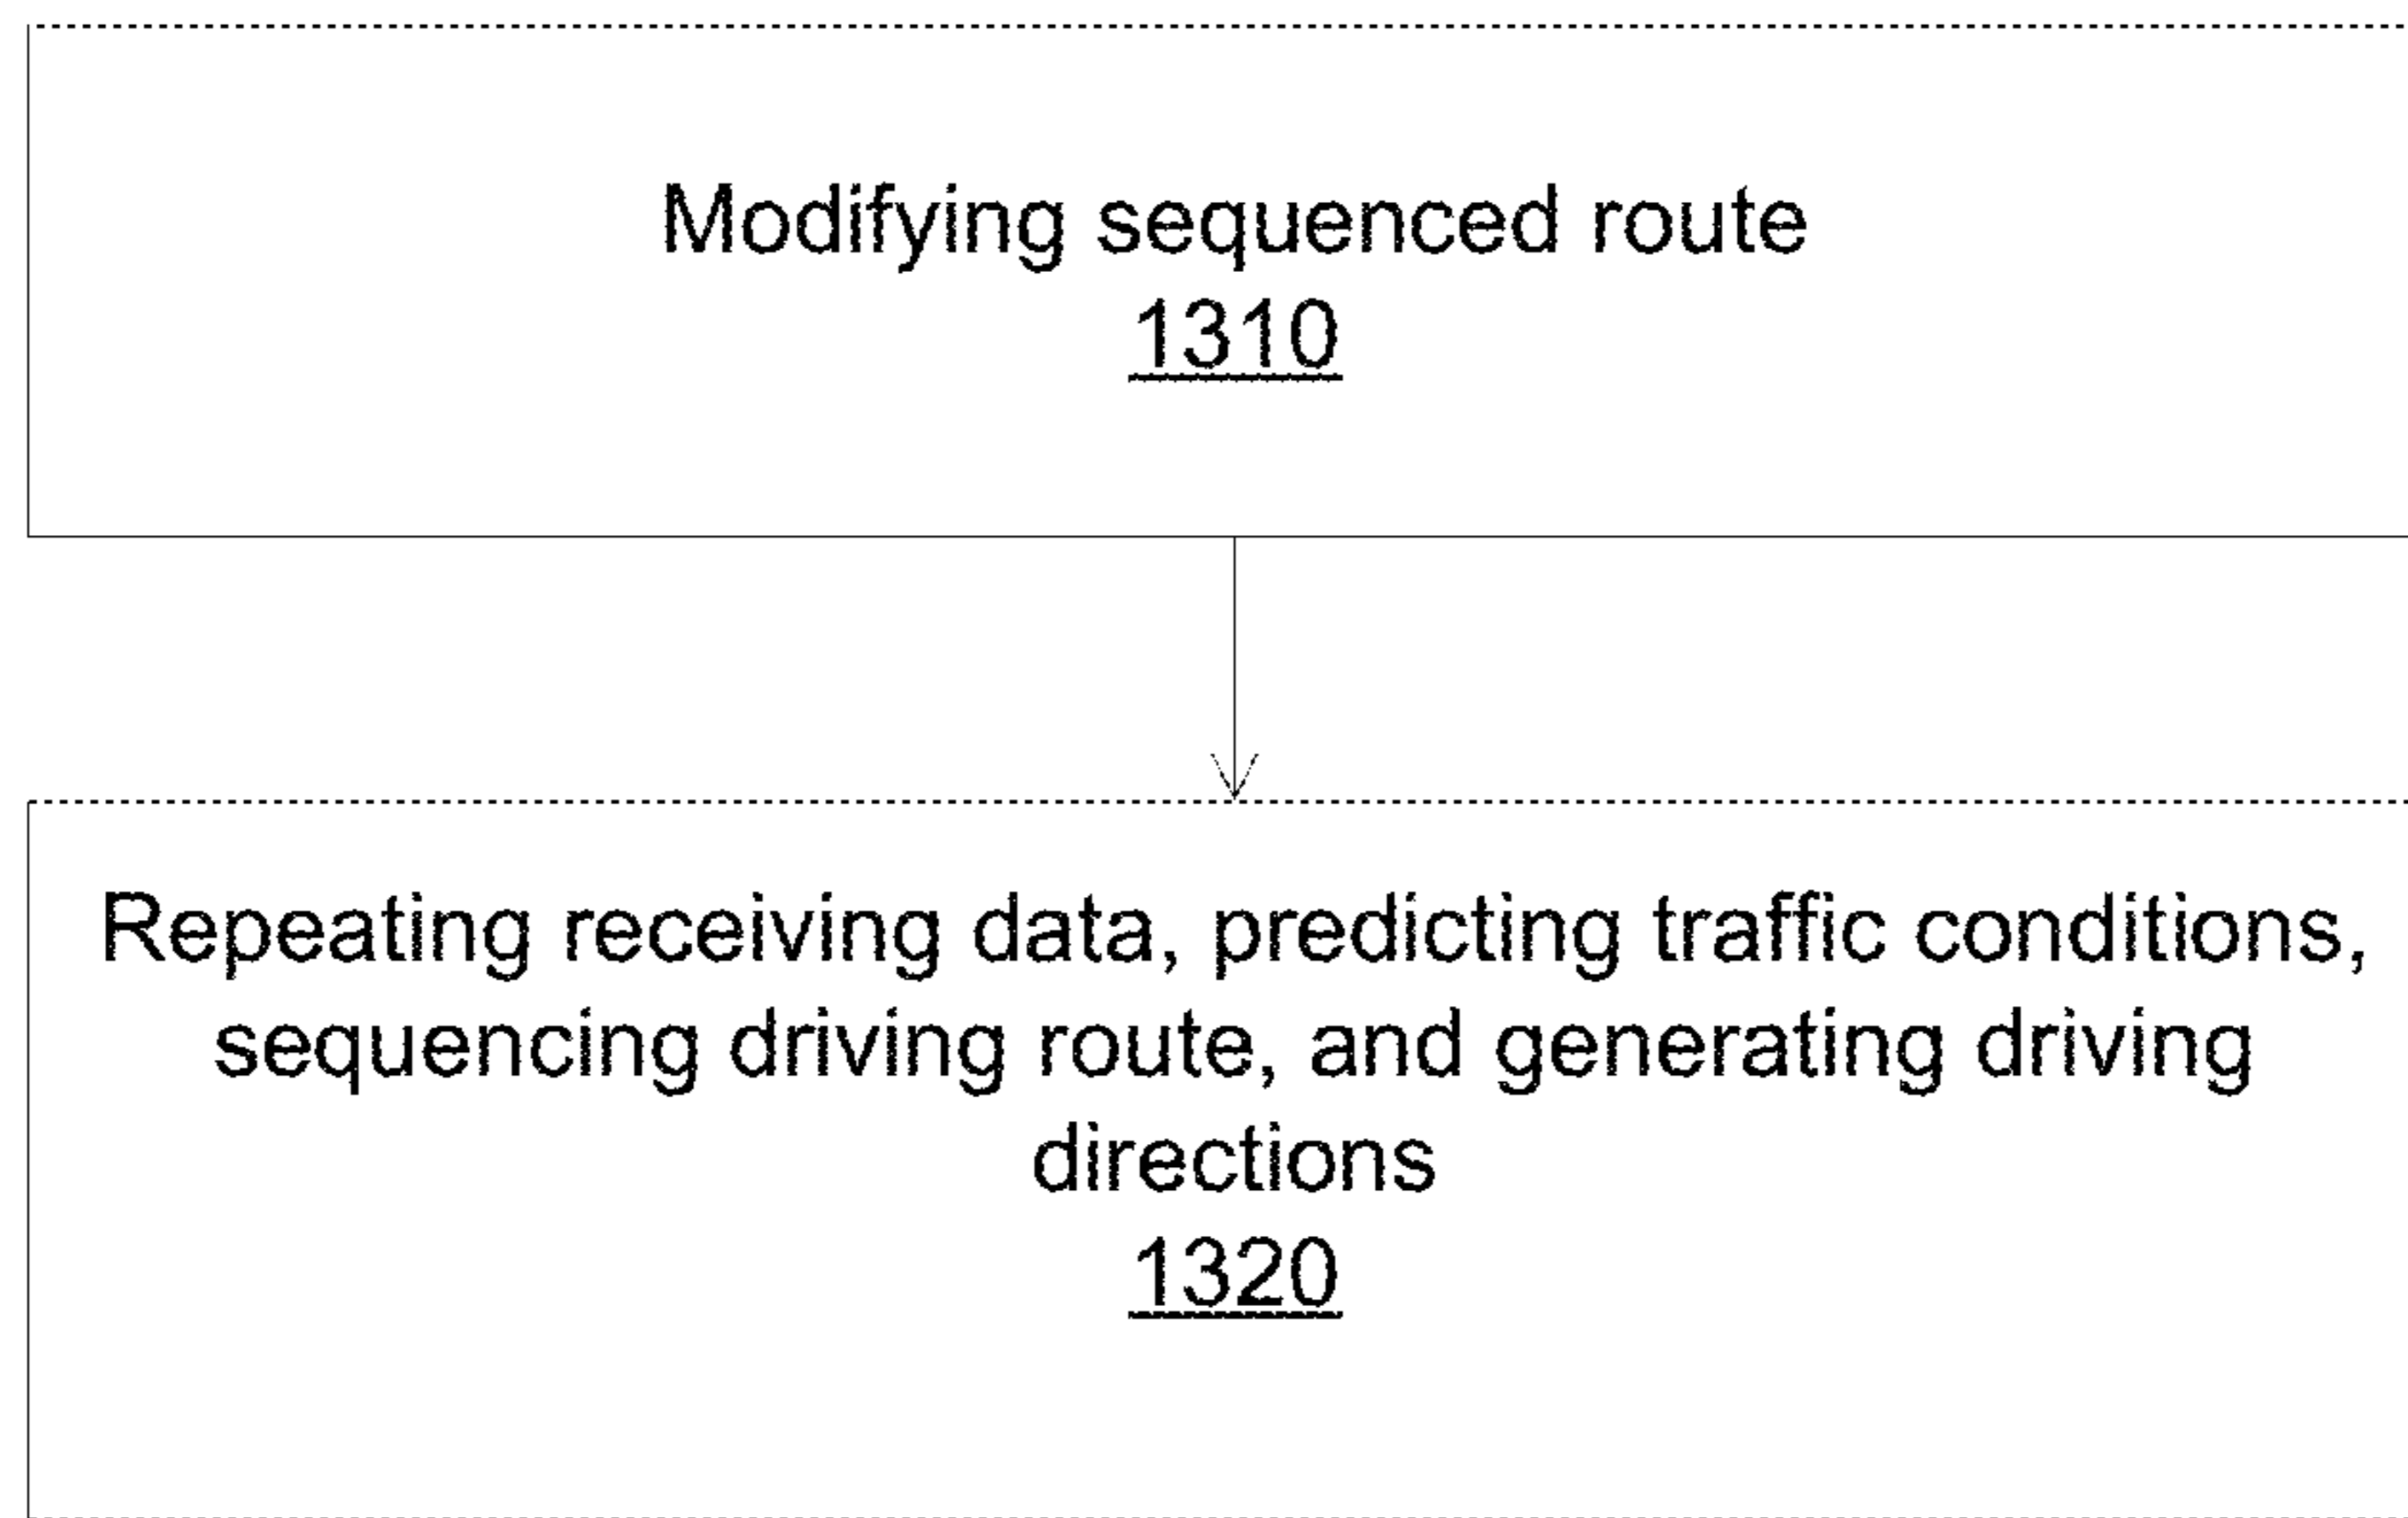 Modifying sequenced route
1310
Repeating receiving data, predicting traffic conditions,
sequencing driving route, and generating driving
directions
1320